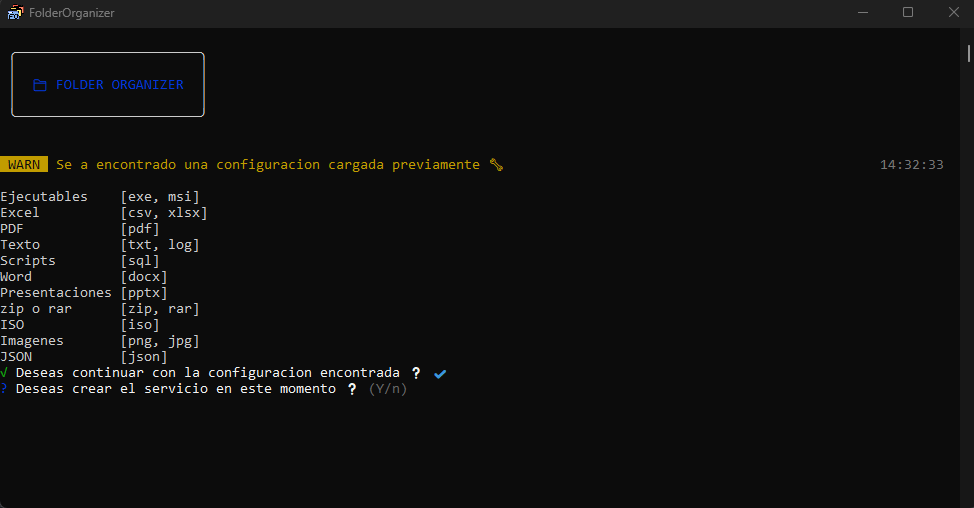 FolderOrganizer
FOLDER ORGANIZER
WARN Se a encontrado una configuracion cargada previamente 14:32:33
Ejecutables [exe, msi]
Excel [csv, xlsx]
PDF [pdf]
Texto [txt, log]
Scripts [sql]
Word [docx]
Presentaciones [pptx]
zip o rar [zip, rar]
ISO [iso]
Imagenes [png, jpg]
JSON [json]
√ Deseas continuar con la configuracion encontrada ? ✔
? Deseas crear el servicio en este momento ? (Y/n)